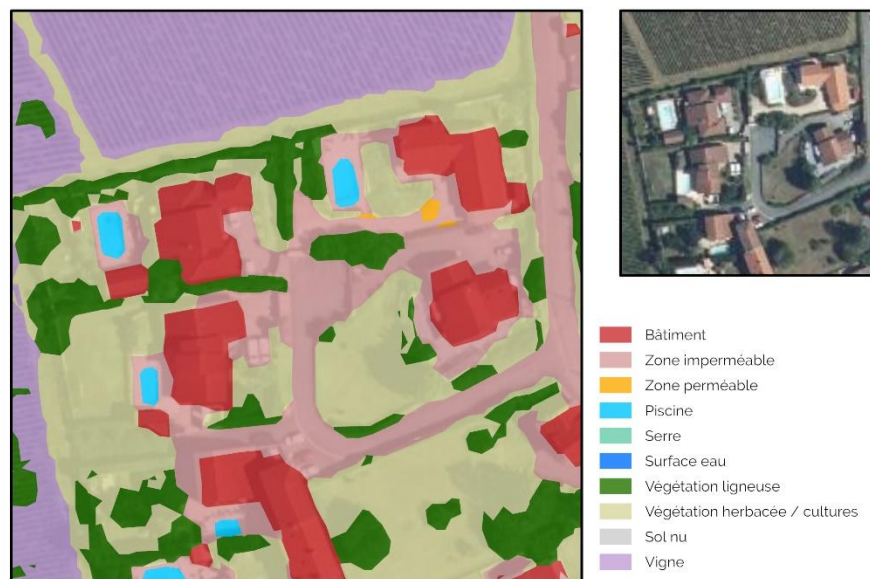 Bâtiment
Zone imperméable
Zone perméable
Piscine
Serre
Surface eau
Végétation ligneuse
Végétation herbacée / cultures
Sol nu
Vigne